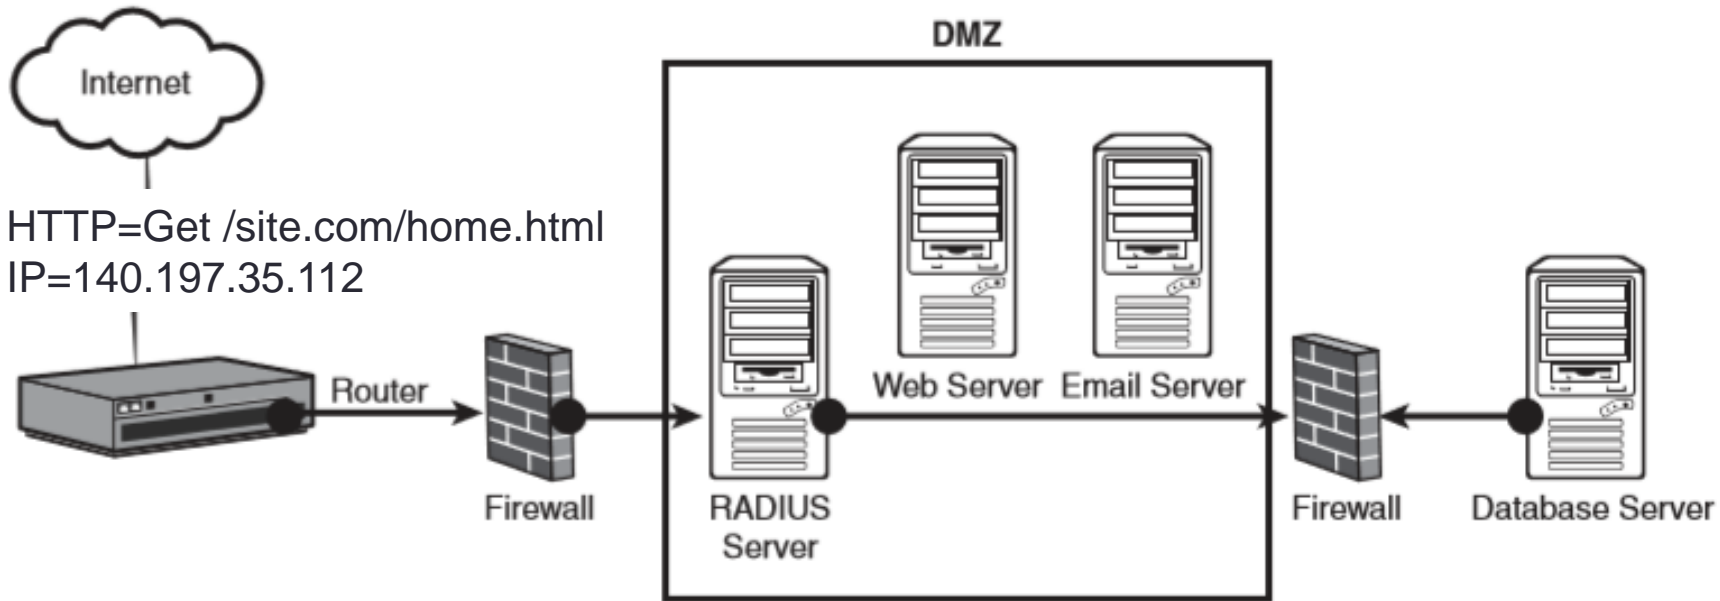 DMZ
Internet
HTTP=Get /site.com/home.html
IP=140.197.35.112
Router
Web Server
Email Server
Firewall
RADIUS
Server
Firewall
Database Server